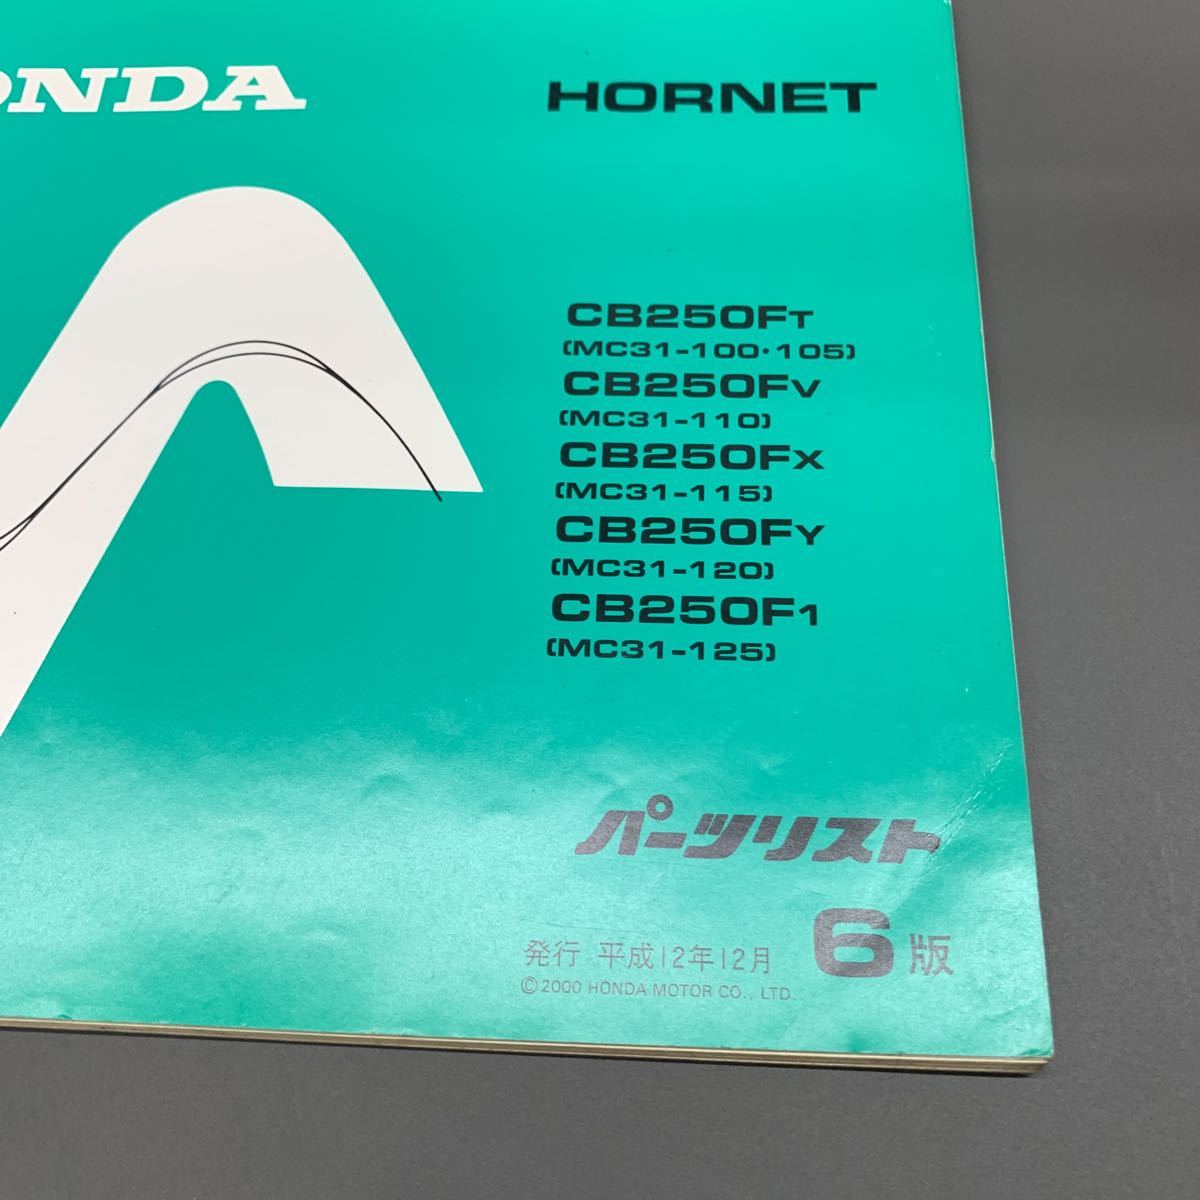 ONDA
HORNET
CB250FT
(MC31-100・105)
CB250FV
(MC31-110)
CB250FX
(MC31-115)
CB250FY
(MC31-120)
CB250F1
(MC31-125)
パーツリスト
発行 平成12年12月 6版
©2000 HONDA MOTOR CO., LTD.